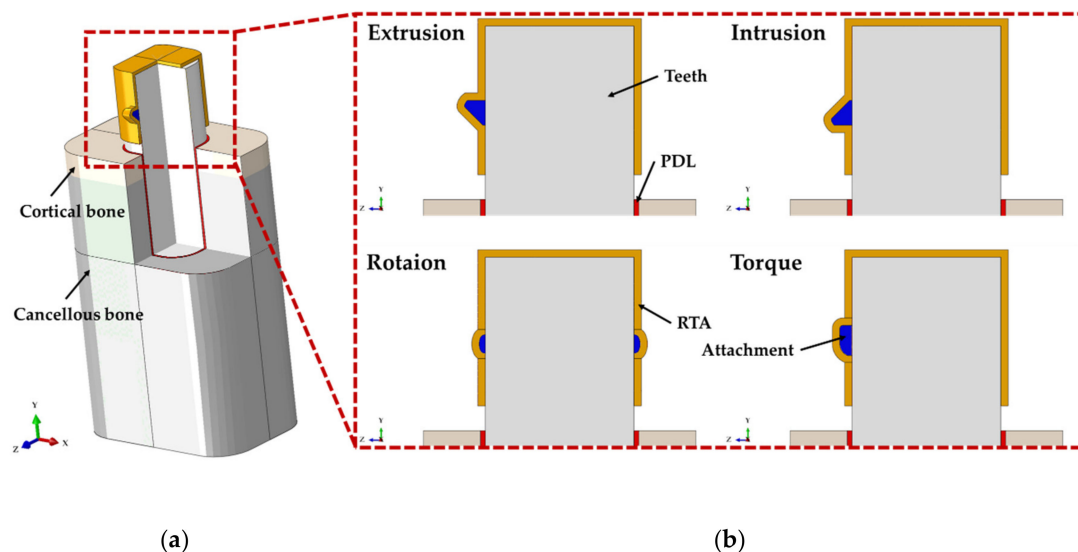 Extrusion
Intrusion
Teeth
PDL
Cortical bone
Cancellous bone
Y
Z
X
Y
Z
Y
Z
Rotaion
Torque
RTA
Attachment
Y
Z
Y
Z
(a)
(b)